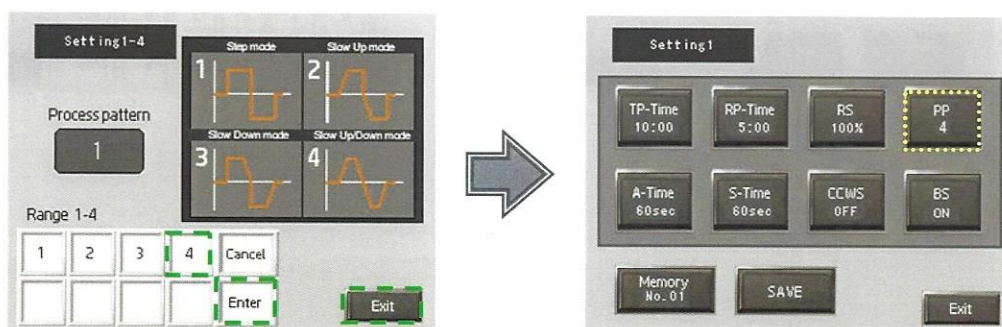 Setting1-4
Step mode
Slow Up mode
1
2
Process pattern
1
Slow Down mode
Slow Up/Down mode
3
4
Range 1-4
1
2
3
4
Cancel
Enter
Exit
Setting1
TP-Time
10:00
RP-Time
5:00
RS
100%
PP
4
A-Time
60sec
S-Time
60sec
CCWS
OFF
BS
ON
Memory
No.01
SAVE
Exit